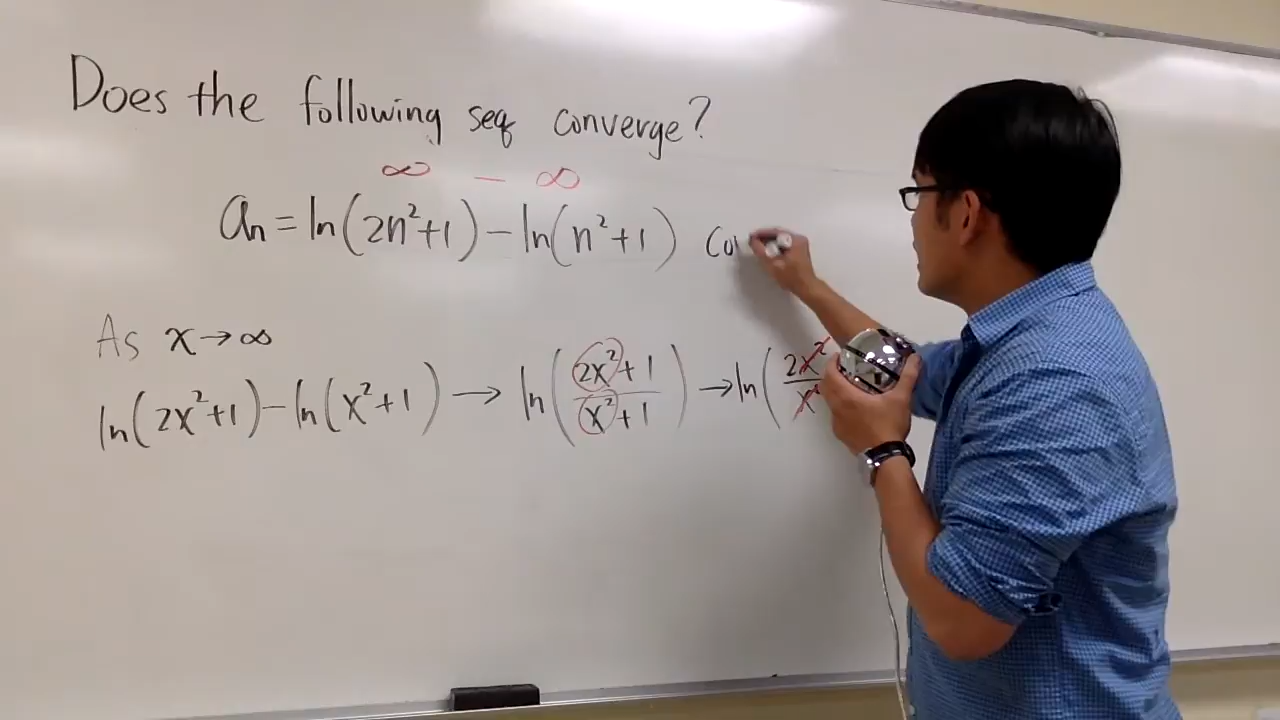 Does the following seq converge?
∞ - ∞
aₙ = ln(2n²+1) - ln(n²+1)
As x→∞
ln(2x²+1) - ln(x²+1) → ln((2x²+1)/(x²+1)) → ln(2x²/x²